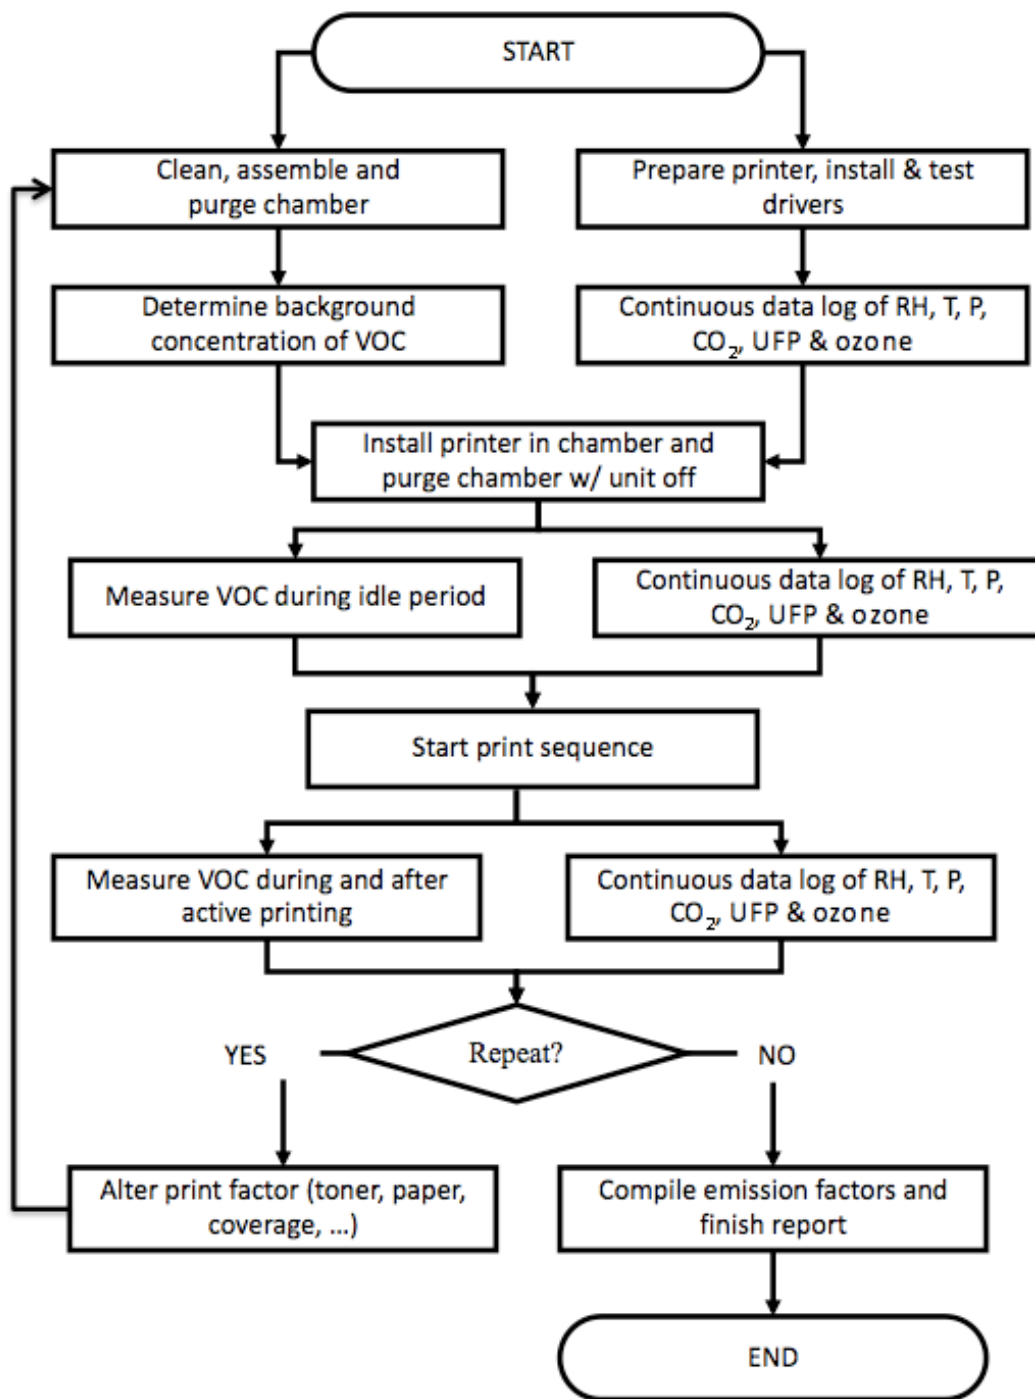 START
Clean, assemble and
purge chamber
Prepare printer, install & test
drivers
Determine background
concentration of VOC
Continuous data log of RH, T, P,
CO₂, UFP & ozone
Install printer in chamber and
purge chamber w/ unit off
Measure VOC during idle period
Continuous data log of RH, T, P,
CO₂, UFP & ozone
Start print sequence
Measure VOC during and after
active printing
Continuous data log of RH, T, P,
CO₂, UFP & ozone
Repeat?
YES
NO
Alter print factor (toner, paper,
coverage, ...)
Compile emission factors and
finish report
END